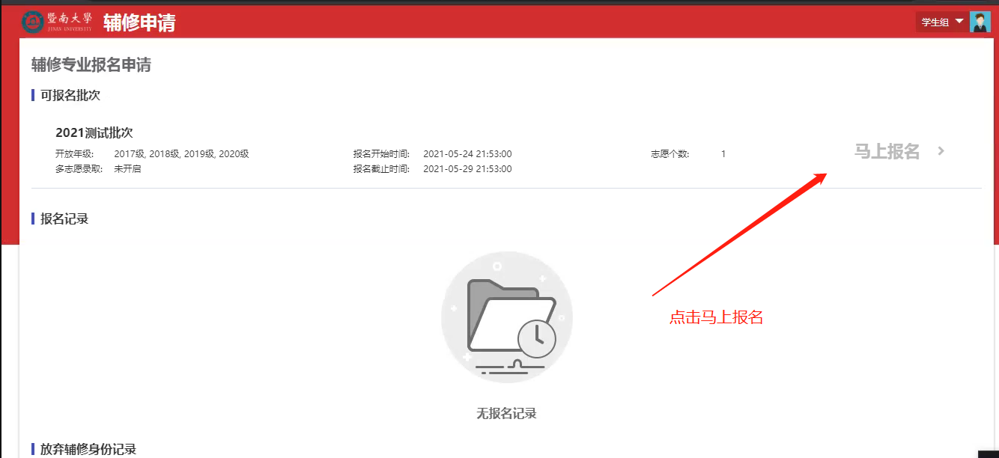 暨南大學
JINAN UNIVERSITY
辅修申请
学生组
辅修专业报名申请
可报名批次
2021测试批次
开放年级: 2017级, 2018级, 2019级, 2020级 报名开始时间: 2021-05-24 21:53:00 志愿个数: 1
马上报名
多志愿录取: 未开启 报名截止时间: 2021-05-29 21:53:00
报名记录
点击马上报名
无报名记录
放弃辅修身份记录